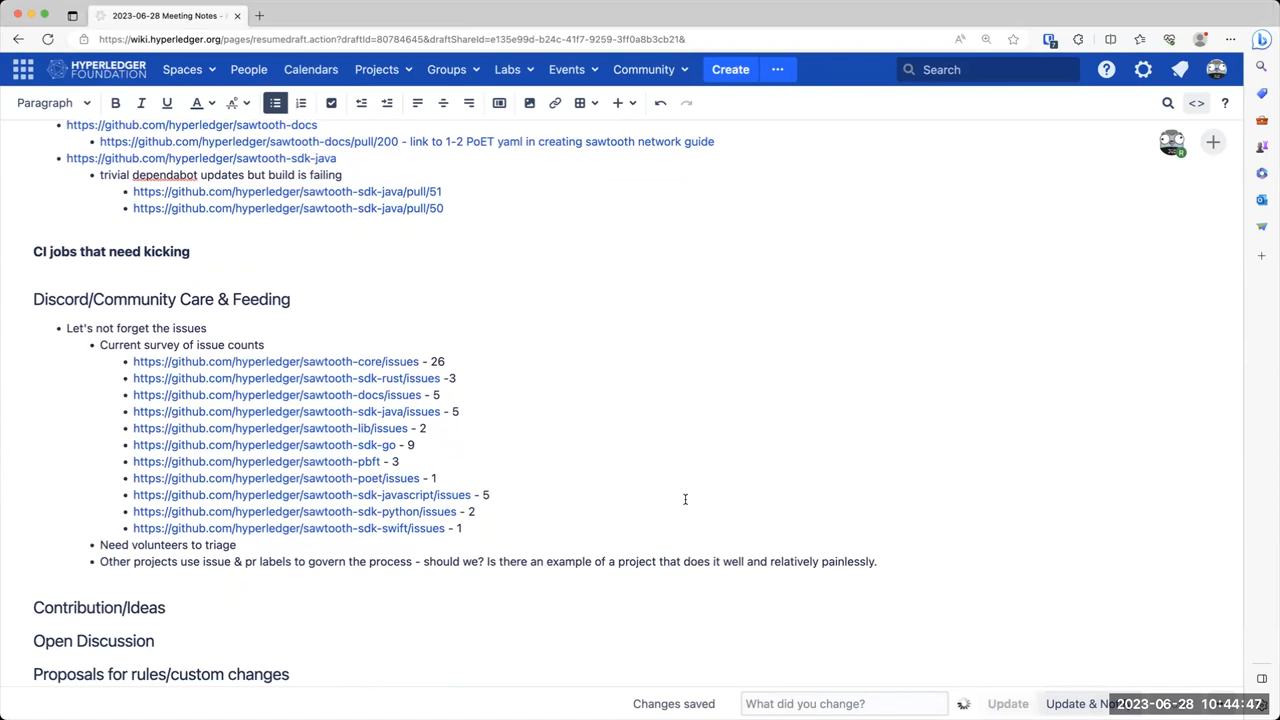 2023-06-28 Meeting Notes -
https://wiki.hyperledger.org/pages/resumedraft.action?draftId=80784645&draftShareId=e135e99d-b24c-41f7-9259-3ff0a8b3cb21&
HYPERLEDGER FOUNDATION Spaces People Calendars Projects Groups Labs Events Community Create ··· Search
Paragraph B I U A
https://github.com/hyperledger/sawtooth-docs
https://github.com/hyperledger/sawtooth-docs/pull/200 - link to 1-2 PoET yaml in creating sawtooth network guide
https://github.com/hyperledger/sawtooth-sdk-java
trivial dependabot updates but build is failing
https://github.com/hyperledger/sawtooth-sdk-java/pull/51
https://github.com/hyperledger/sawtooth-sdk-java/pull/50
CI jobs that need kicking
Discord/Community Care & Feeding
Let's not forget the issues
Current survey of issue counts
https://github.com/hyperledger/sawtooth-core/issues - 26
https://github.com/hyperledger/sawtooth-sdk-rust/issues -3
https://github.com/hyperledger/sawtooth-docs/issues - 5
https://github.com/hyperledger/sawtooth-sdk-java/issues - 5
https://github.com/hyperledger/sawtooth-lib/issues - 2
https://github.com/hyperledger/sawtooth-sdk-go - 9
https://github.com/hyperledger/sawtooth-pbft - 3
https://github.com/hyperledger/sawtooth-poet/issues - 1
https://github.com/hyperledger/sawtooth-sdk-javascript/issues - 5
https://github.com/hyperledger/sawtooth-sdk-python/issues - 2
https://github.com/hyperledger/sawtooth-sdk-swift/issues - 1
Need volunteers to triage
Other projects use issue & pr labels to govern the process - should we? Is there an example of a project that does it well and relatively painlessly.
Contribution/Ideas
Open Discussion
Proposals for rules/custom changes
Changes saved What did you change? Update Update & 2023-06-28 10:44:47